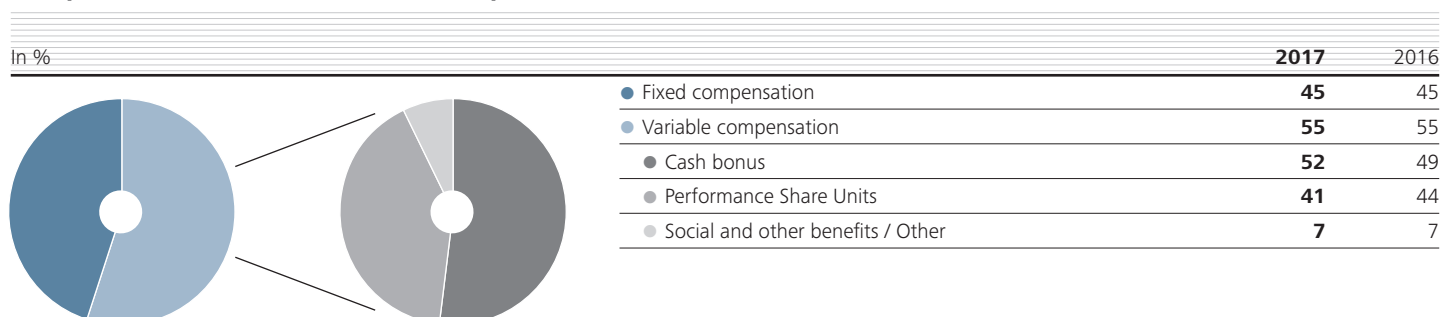 In % 2017 2016
Fixed compensation 45 45
Variable compensation 55 55
Cash bonus 52 49
Performance Share Units 41 44
Social and other benefits / Other 7 7